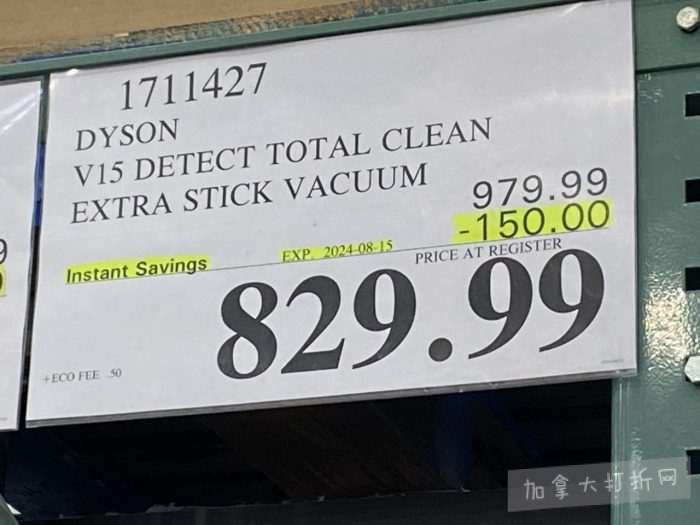 1711427
DYSON
V15 DETECT TOTAL CLEAN
EXTRA STICK VACUUM
979.99
-150.00
Instant Savings
EXP. 2024-08-15
PRICE AT REGISTER
829.99
+ECO FEE .50
9
加拿大打折网